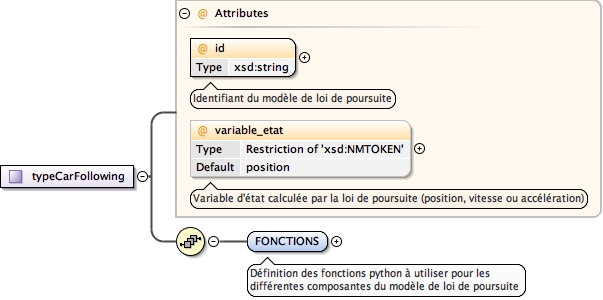 Attributes
@ id
Type xsd:string
Identifiant du modèle de loi de poursuite
@ variable_etat
Type Restriction of 'xsd:NMTOKEN'
Default position
Variable d'état calculée par la loi de poursuite (position, vitesse ou accélération)
typeCarFollowing
FONCTIONS
Définition des fonctions python à utiliser pour les
différentes composantes du modèle de loi de poursuite